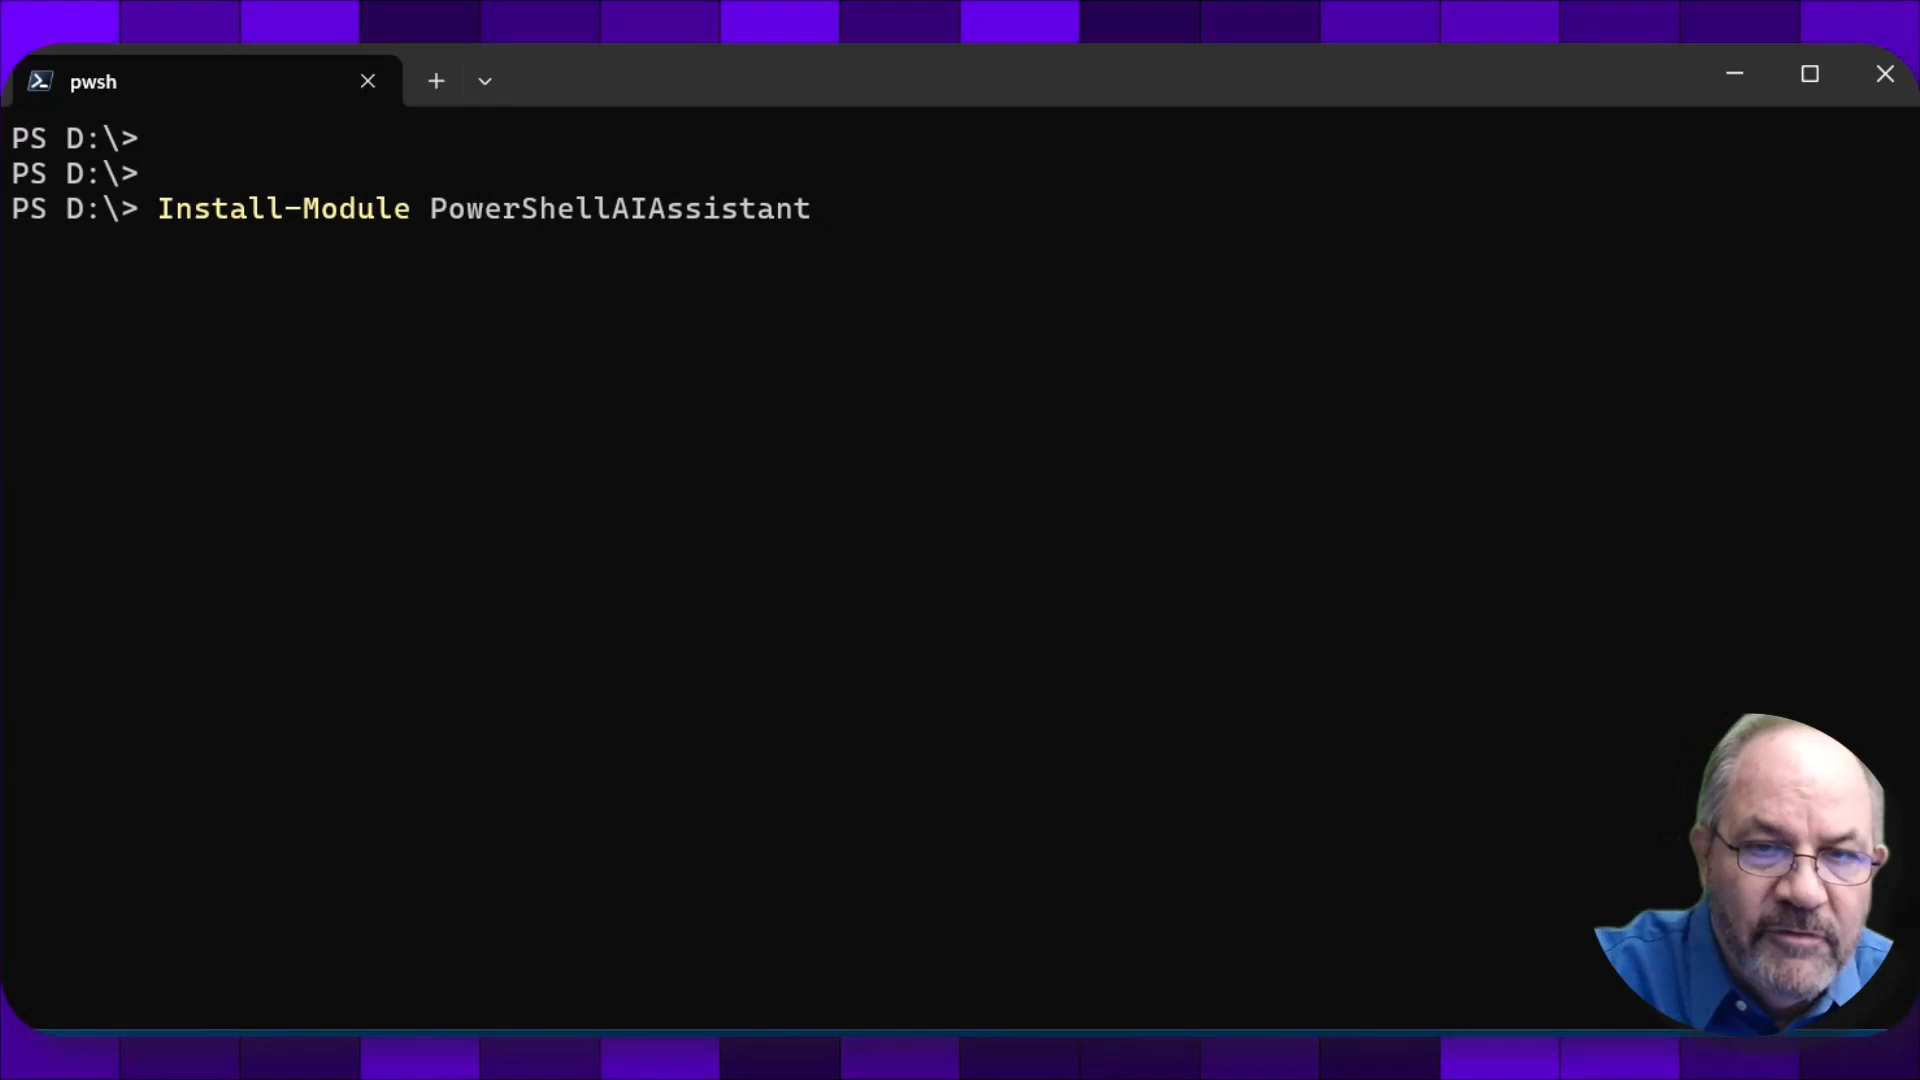 pwsh
PS D:\>
PS D:\>
PS D:\> Install-Module PowerShellAIAssistant